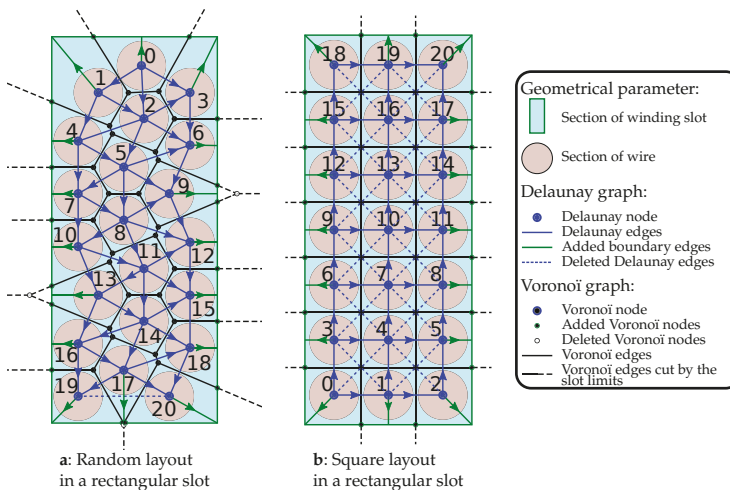 0
1
2
3
4
5
6
7
8
9
10
11
12
13
14
15
16
17
18
19
20
a: Random layout
in a rectangular slot
18 19 20
15 16 17
12 13 14
9 10 11
6 7 8
3 4 5
0 1 2
b: Square layout
in a rectangular slot
Geometrical parameter:
Section of winding slot
Section of wire
Delaunay graph:
Delaunay node
Delaunay edges
Added boundary edges
Deleted Delaunay edges
Voronoï graph:
Voronoï node
Added Voronoï nodes
Deleted Voronoï nodes
Voronoï edges
Voronoï edges cut by the
slot limits